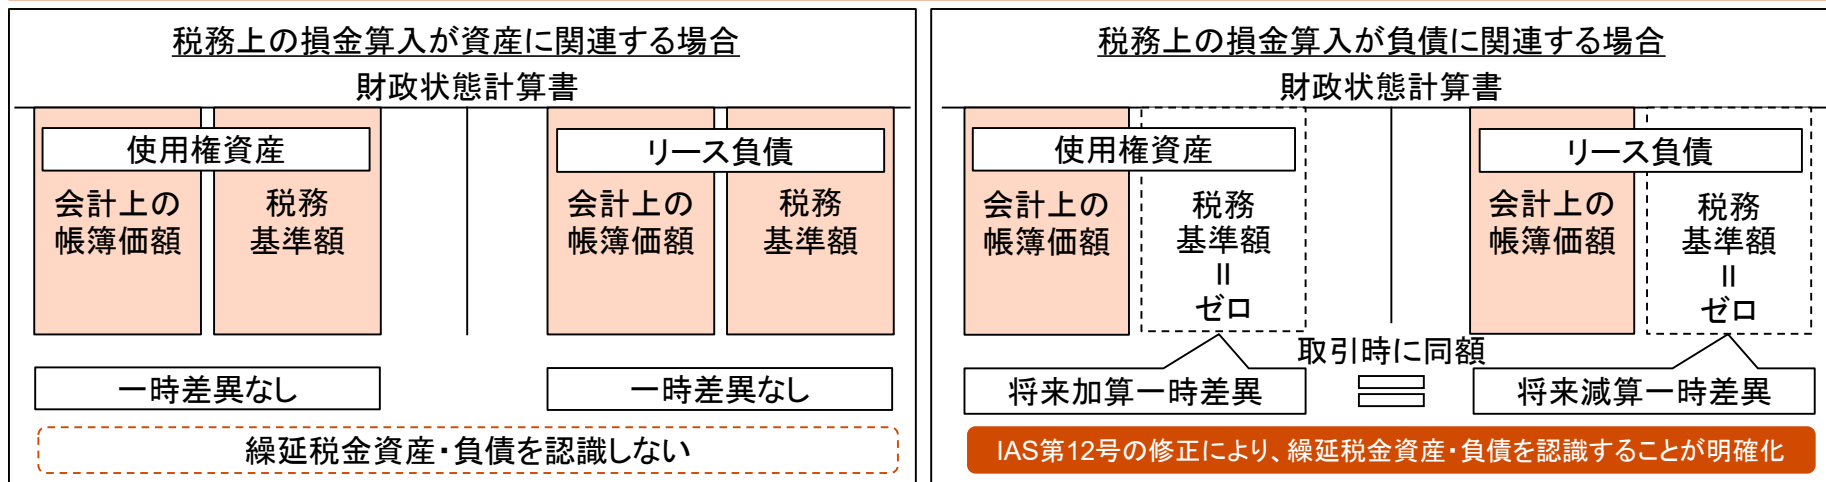 税務上の損金算入が資産に関連する場合
財政状態計算書
使用権資産
リース負債
会計上の
帳簿価額
税務
基準額
会計上の
帳簿価額
税務
基準額
一時差異なし
一時差異なし
繰延税金資産・負債を認識しない
税務上の損金算入が負債に関連する場合
財政状態計算書
使用権資産
リース負債
会計上の
帳簿価額
税務
基準額
=
ゼロ
会計上の
帳簿価額
税務
基準額
=
ゼロ
取引時に同額
将来加算一時差異
将来減算一時差異
IAS第12号の修正により、繰延税金資産・負債を認識することが明確化